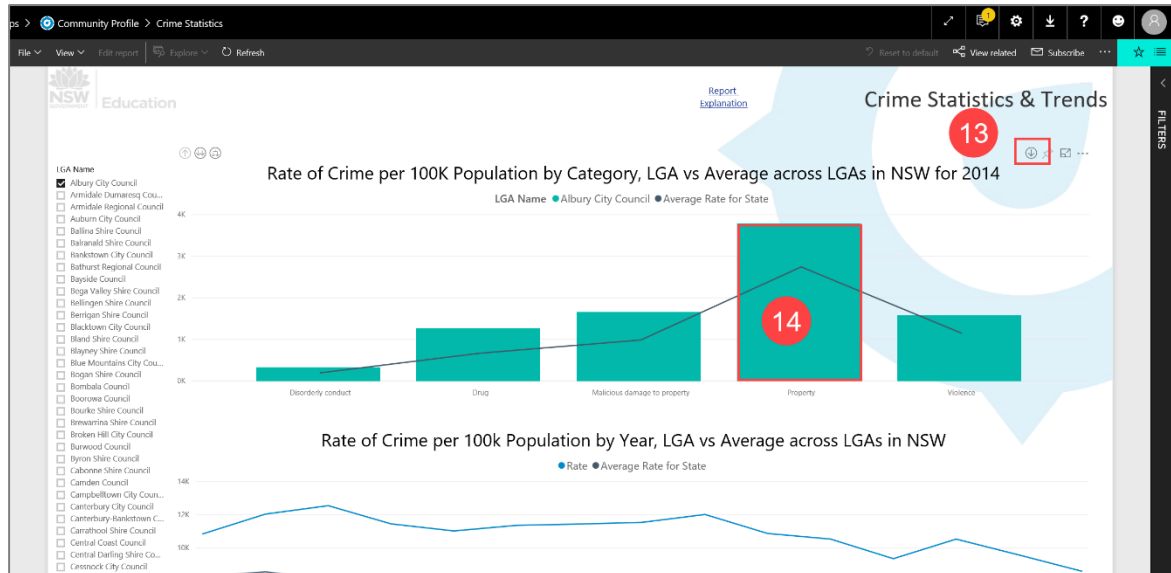 ps > Community Profile > Crime Statistics
1
?
File View Edit report Explore Refresh
Reset to default View related Subscribe ...
NSW
GOVERNMENT
Education
Report
Explanation
Crime Statistics & Trends
FILTERS
13
LGA Name
Albury City Council
Armidale Dumaresq Cou...
Armidale Regional Council
Auburn City Council
Ballina Shire Council
Balranald Shire Council
Bankstown City Council
Bathurst Regional Council
Bayside Council
Bega Valley Shire Council
Bellingen Shire Council
Berrigan Shire Council
Blacktown City Council
Bland Shire Council
Blayney Shire Council
Blue Mountains City Cou...
Bogan Shire Council
Bombala Council
Boorowa Council
Bourke Shire Council
Brewarrina Shire Council
Broken Hill City Council
Burwood Council
Byron Shire Council
Cabonne Shire Council
Camden Council
Campbelltown City Coun...
Canterbury City Council
Canterbury-Bankstown C...
Carrathool Shire Council
Central Coast Council
Central Darling Shire Co...
Cessnock City Council
Rate of Crime per 100K Population by Category, LGA vs Average across LGAs in NSW for 2014
LGA Name Albury City Council Average Rate for State
4K
3K
2K
1K
0K
14
Disorderly conduct
Drug
Malicious damage to property
Property
Violence
Rate of Crime per 100k Population by Year, LGA vs Average across LGAs in NSW
Rate Average Rate for State
14K
12K
10K